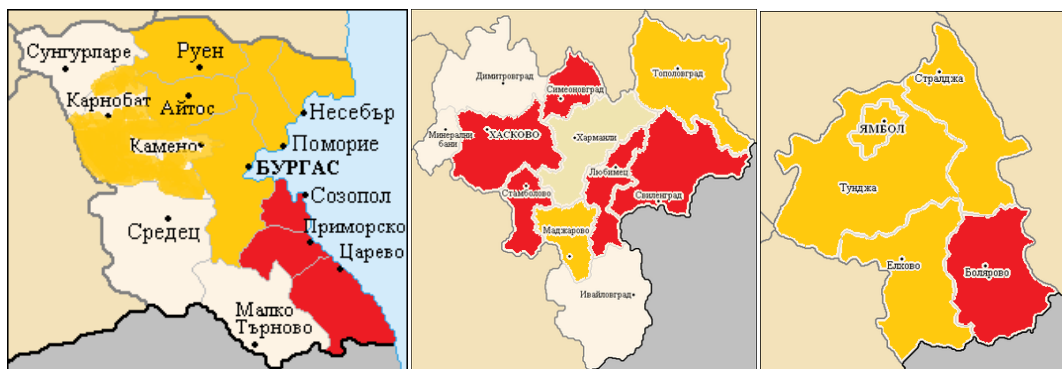 Сунгурларе
Руен
Карнобат
Айтос
Несебър
Камено
Поморие
БУРГАС
Созопол
Средец
Приморско
Царево
Малко
Търново
Димитровград
Симеоновград
Тополовград
Минерални
бани
ХАСКОВО
Харманли
Любимец
Стамболово
Свиленград
Маджарово
Ивайловград
Стралджа
ЯМБОЛ
Тунджа
Елхово
Болярово